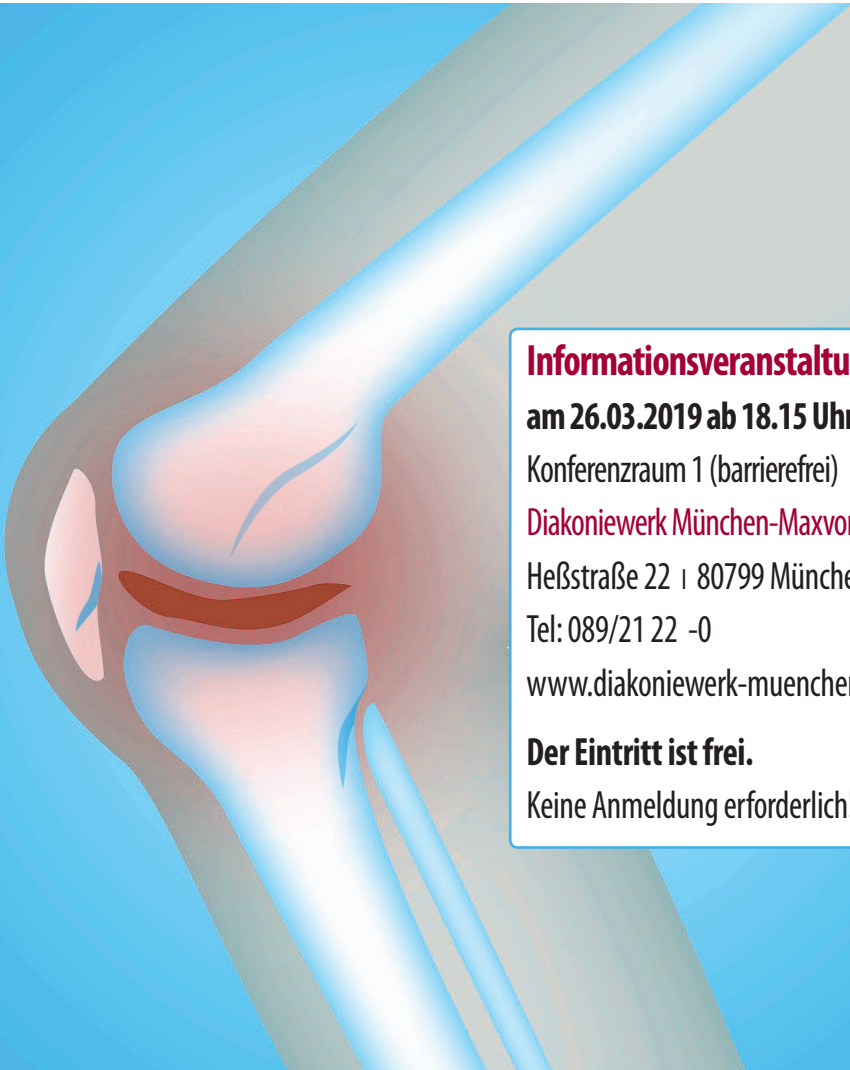 Informationsveranstaltu
am 26.03.2019 ab 18.15 Uhr
Konferenzraum 1 (barrierefrei)
Diakoniewerk München-Maxvor
Heßstraße 22 | 80799 Münche
Tel: 089/21 22 -0
www.diakoniewerk-muenchen
Der Eintritt ist frei.
Keine Anmeldung erforderlich!